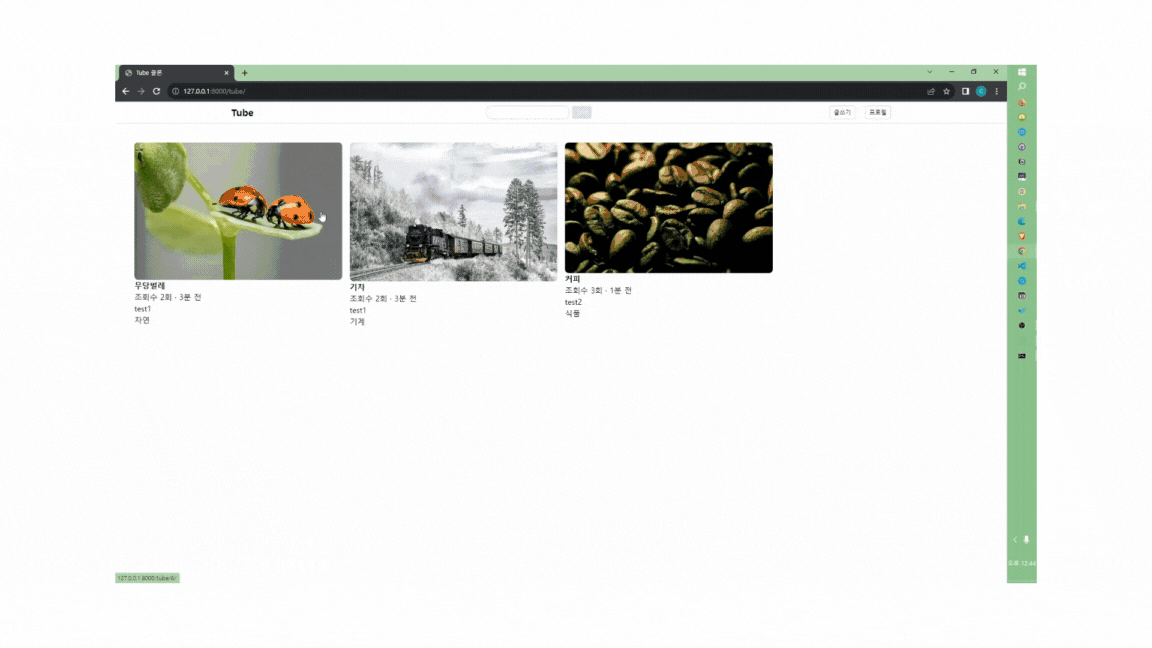 Tube 클론
127.0.0.1:8000/tube/
Tube
글쓰기
프로필
무당벌레
조회수 2회 · 3분 전
test1
자연
기차
조회수 2회 · 3분 전
test1
기계
커피
조회수 3회 · 1분 전
test2
식품
127.0.0.1:8000/tube/6/
오후 12:44